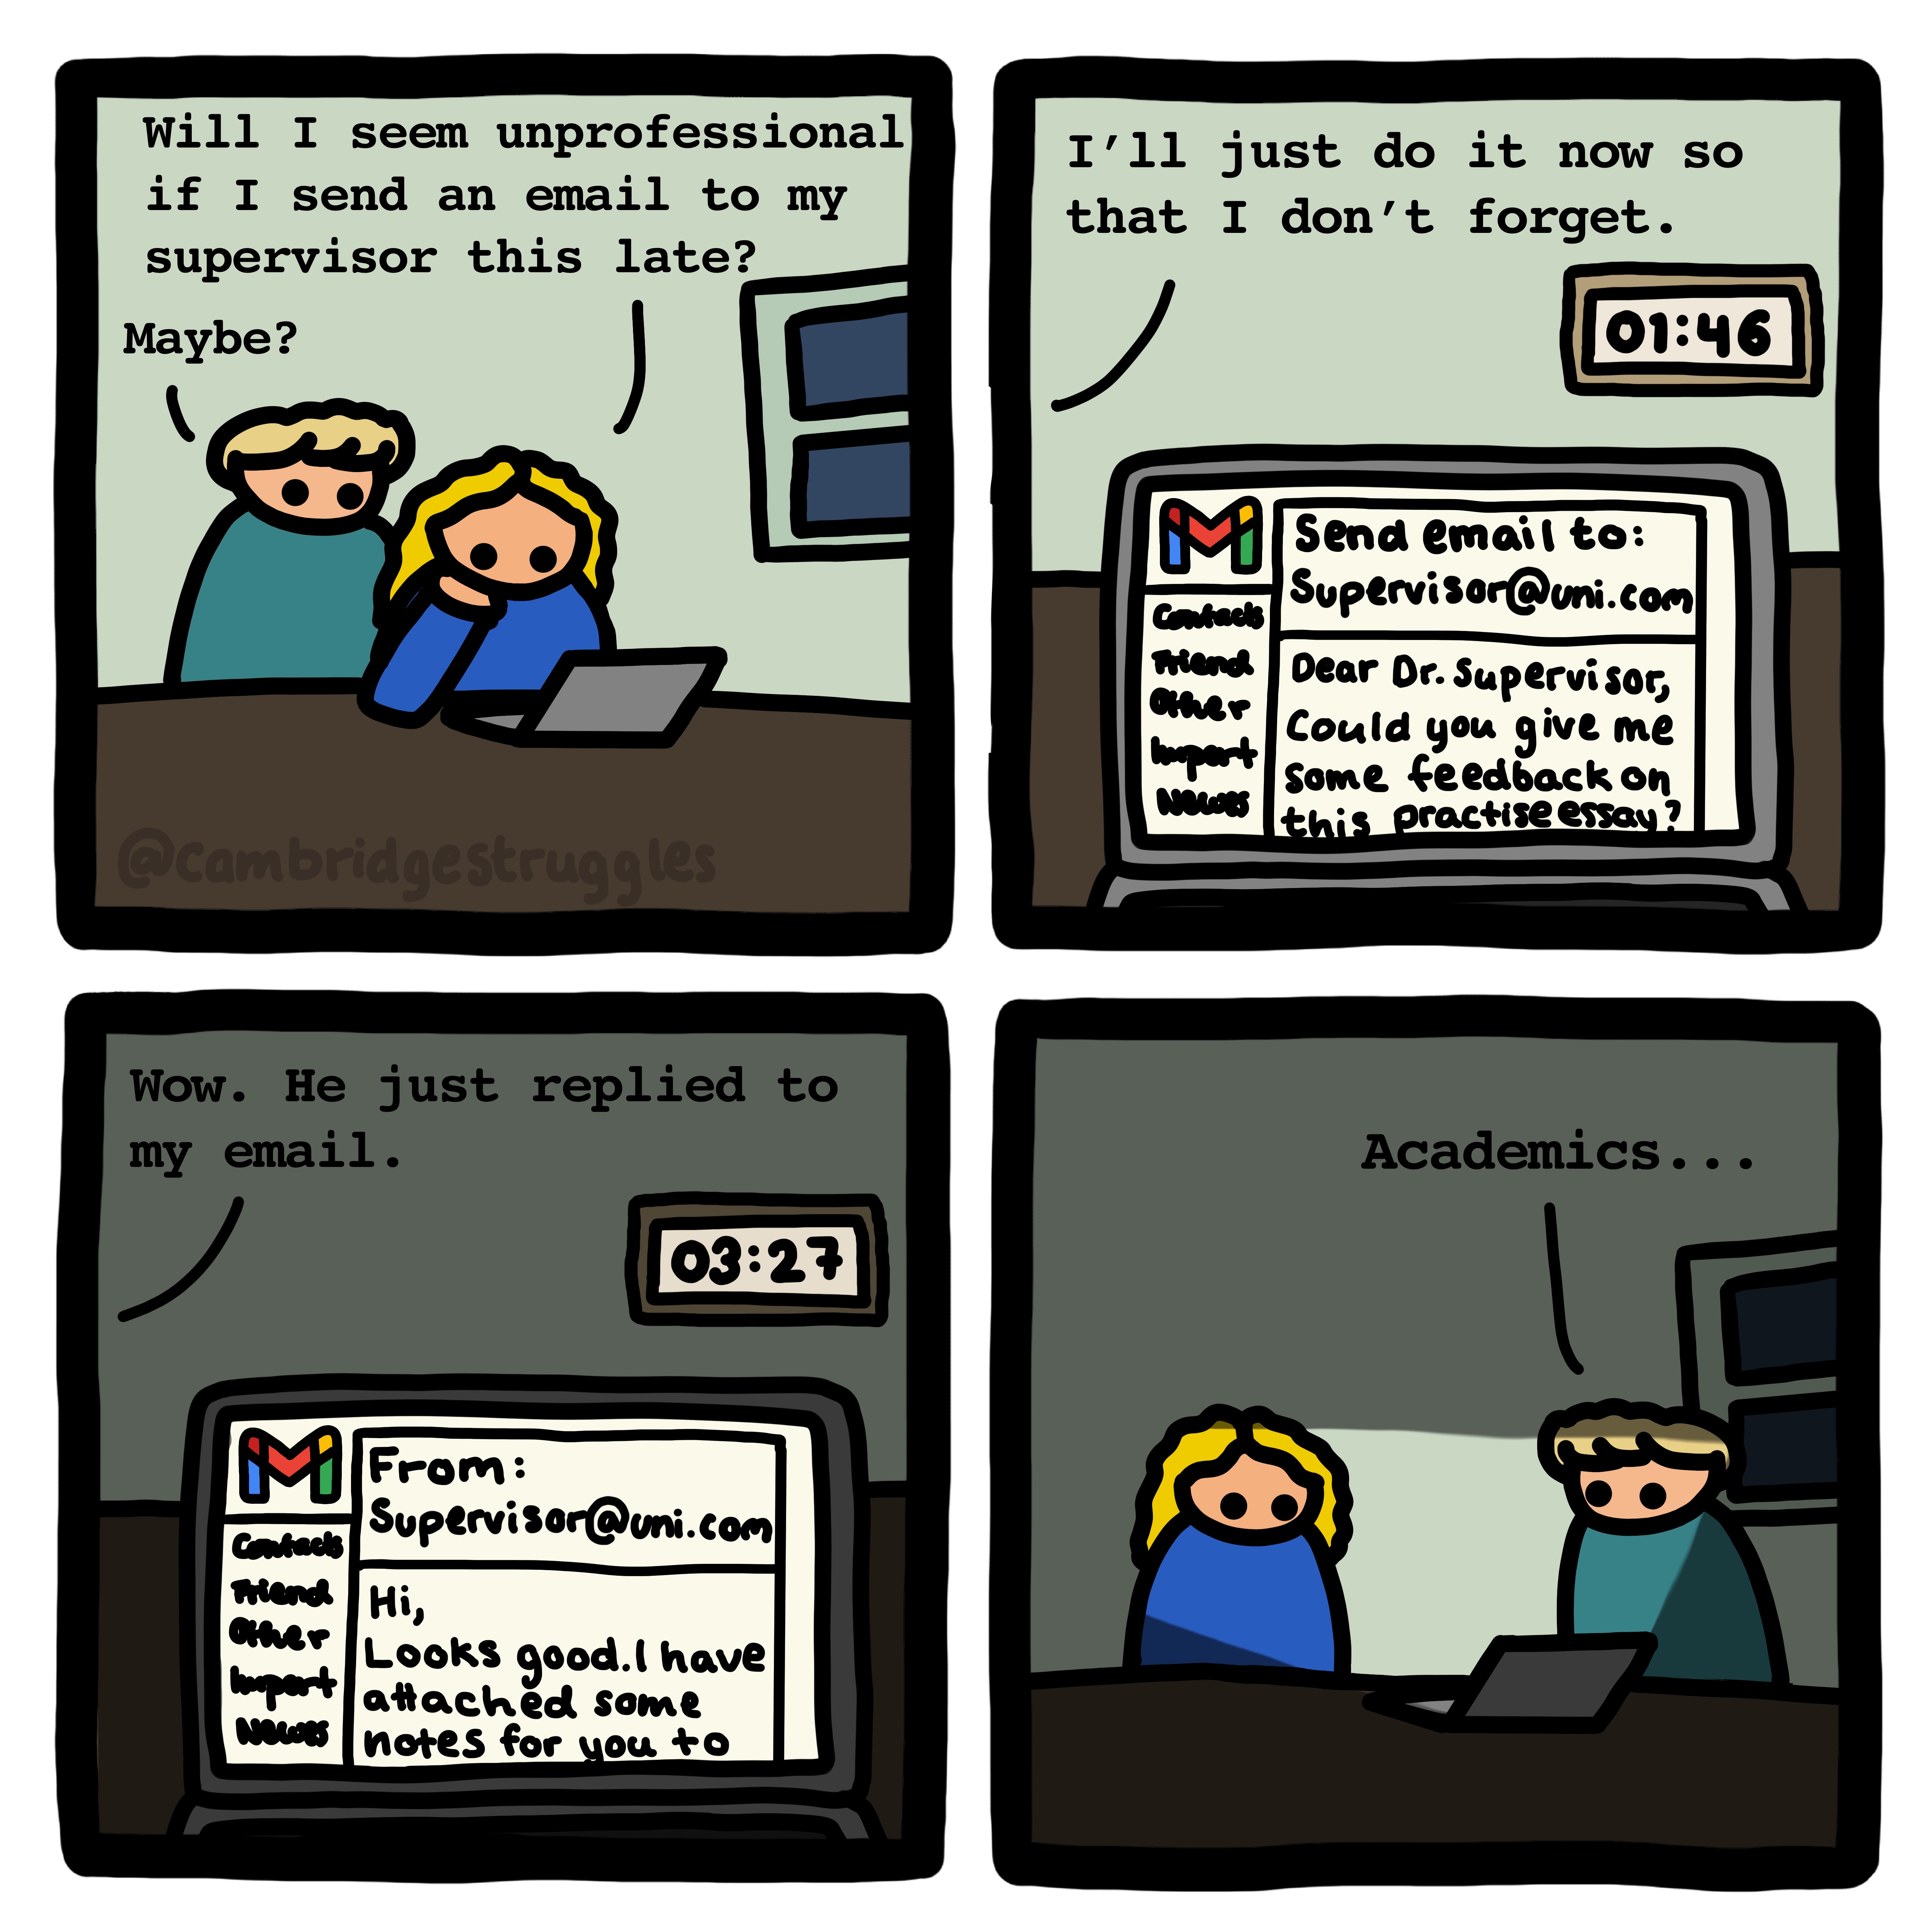 Will I seem unprofessional
if I send an email to my
supervisor this late?
Maybe?
@cambridgestruggles
I'll just do it now so
that I don't forget.
01:46
M
Send email to:
Supervisor@uni.com
Contacts
Friend
Other
Import
News
Dear Dr. Supervisor,
Could you give me
some feedback on
this practise essay?
Wow. He just replied to
my email.
03:27
M
From:
Supervisor@uni.com
Contacts
Friend
Other
Import
Hi,
Looks good. I have
attached some
notes for you to
Academics...